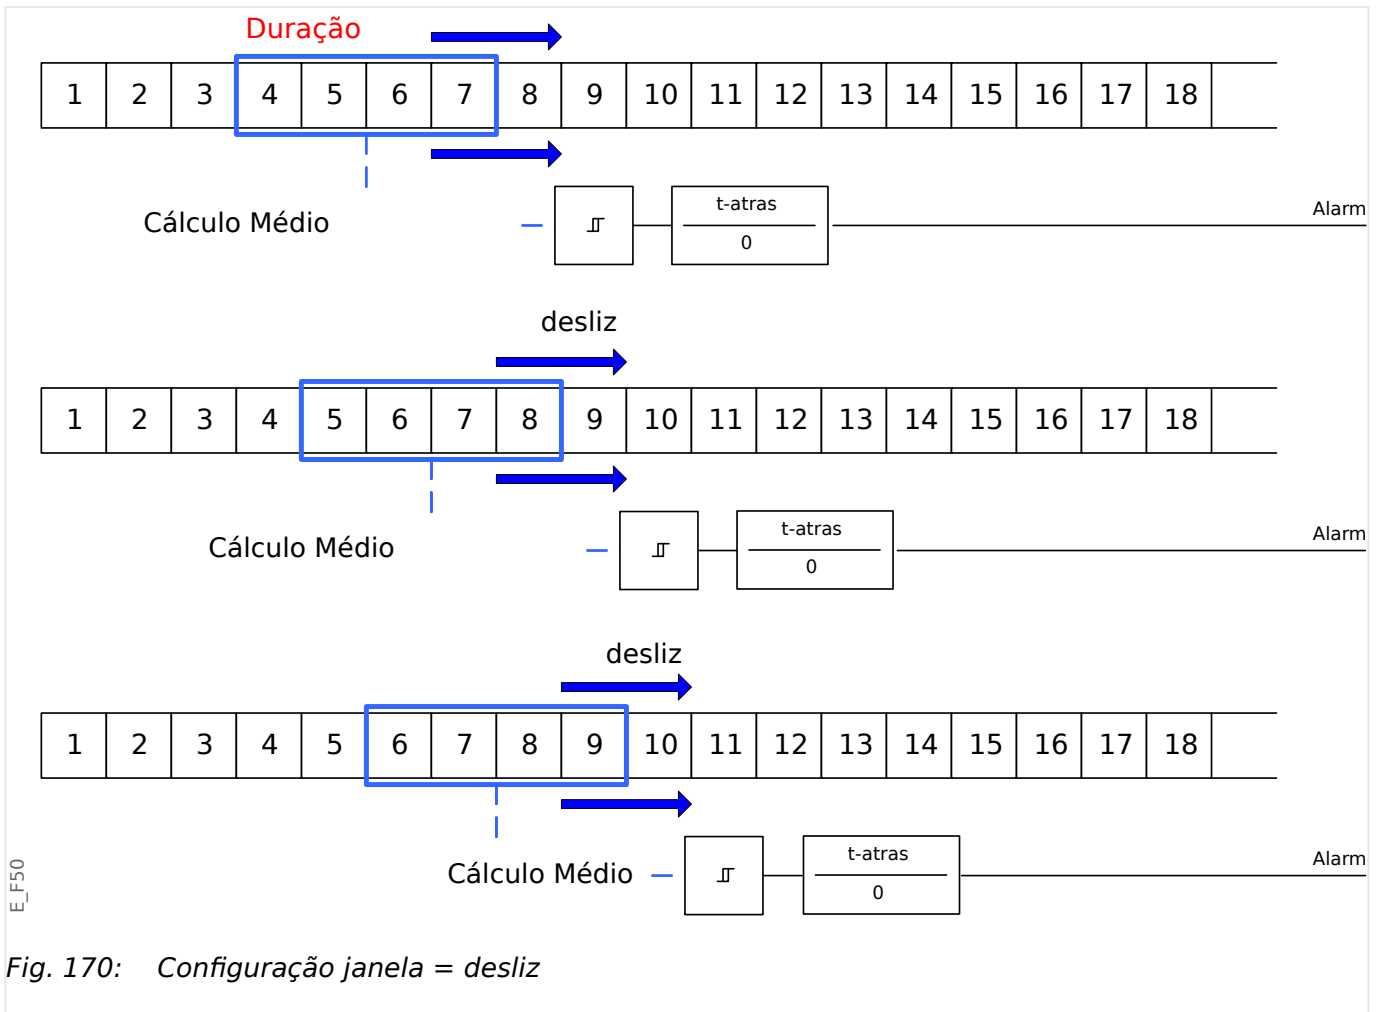 Duração
1 2 3 4 5 6 7 8 9 10 11 12 13 14 15 16 17 18
t-atras
Alarm
Cálculo Médio
0
desliz
1 2 3 4 5 6 7 8 9 10 11 12 13 14 15 16 17 18
t-atras
Alarm
Cálculo Médio
0
desliz
1 2 3 4 5 6 7 8 9 10 11 12 13 14 15 16 17 18
t-atras
Alarm
Cálculo Médio
0
E_F50
Fig. 170: Configuração janela = desliz